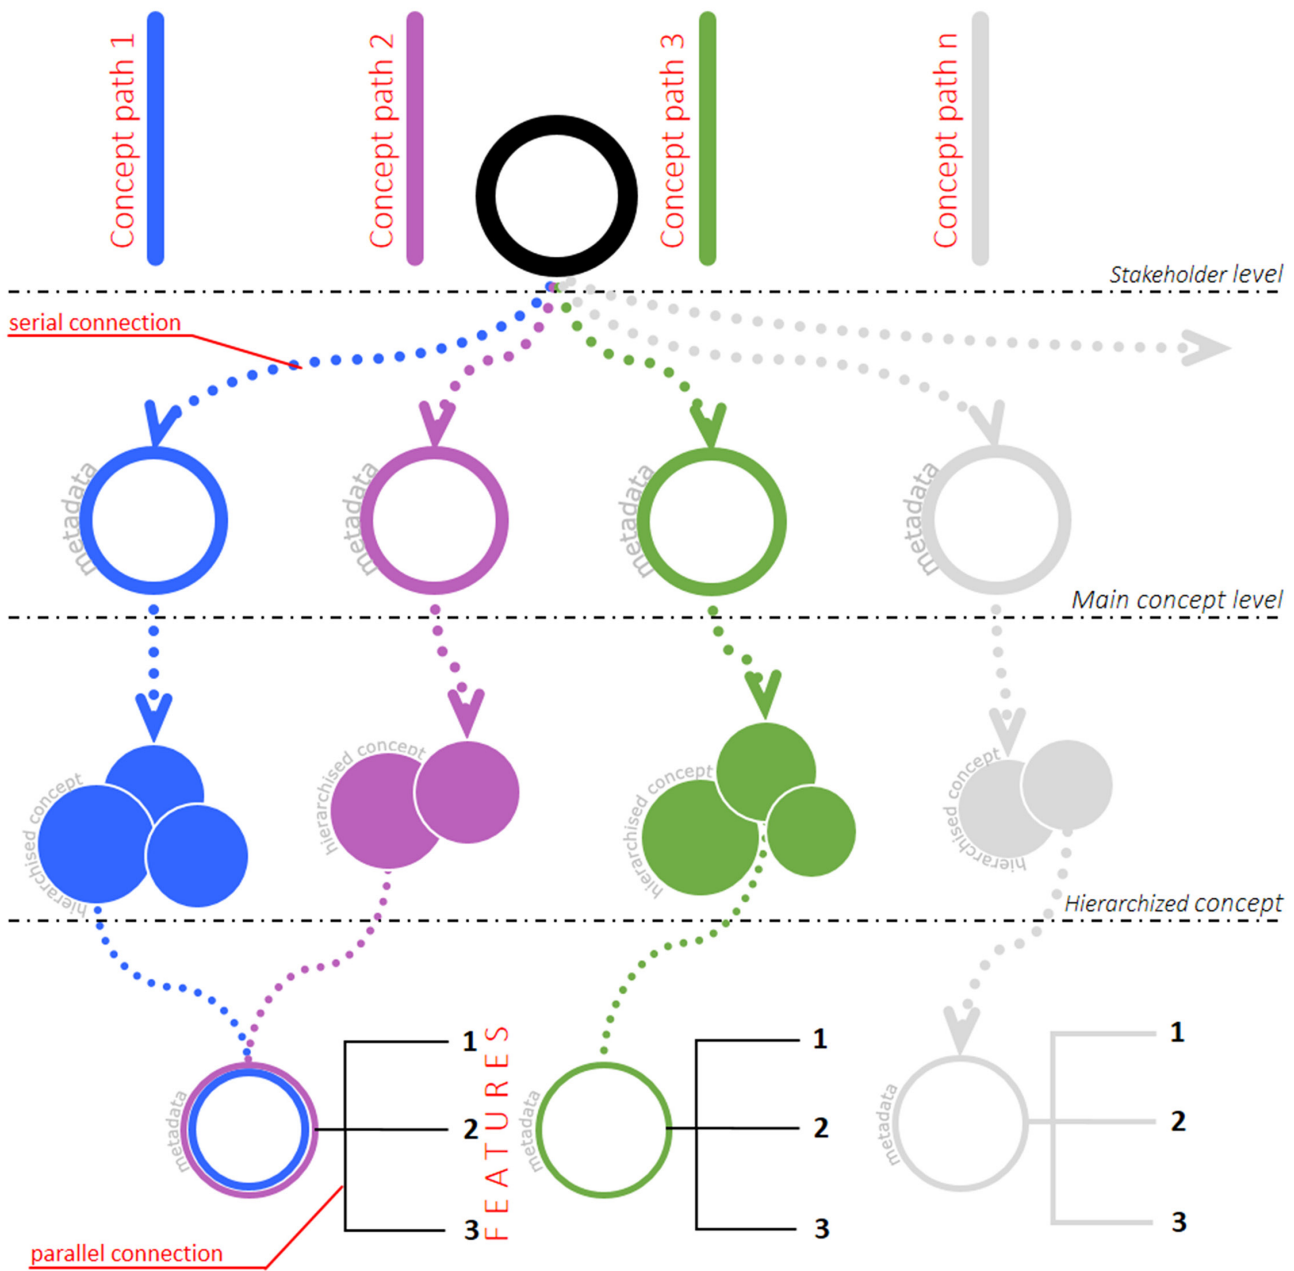 Concept path 1
Concept path 2
Concept path 3
Concept path n
Stakeholder level
serial connection
metadata
metadata
metadata
metadata
Main concept level
hierarchised concept
hierarchised concept
hierarchised concept
hierarchised concept
Hierarchized concept
metadata
1
2
3
FEATURES
metadata
1
2
3
metadata
1
2
3
parallel connection